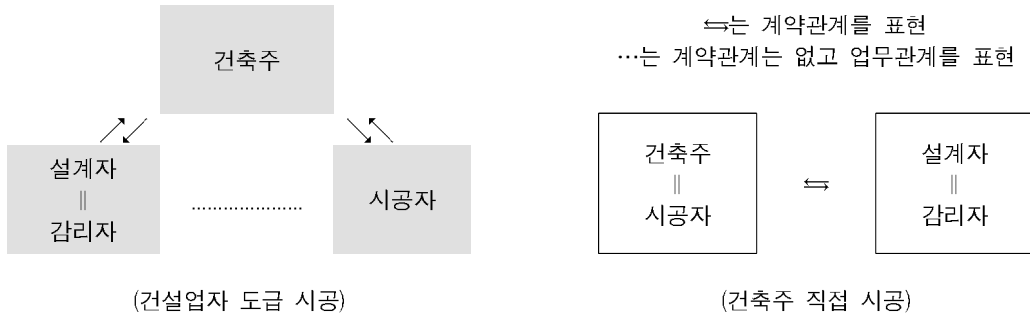 건축주
설계자
||
감리자
.....................
시공자
(건설업자 도급 시공)
⇆는 계약관계를 표현
…는 계약관계는 없고 업무관계를 표현
건축주
||
시공자
⇆
설계자
||
감리자
(건축주 직접 시공)